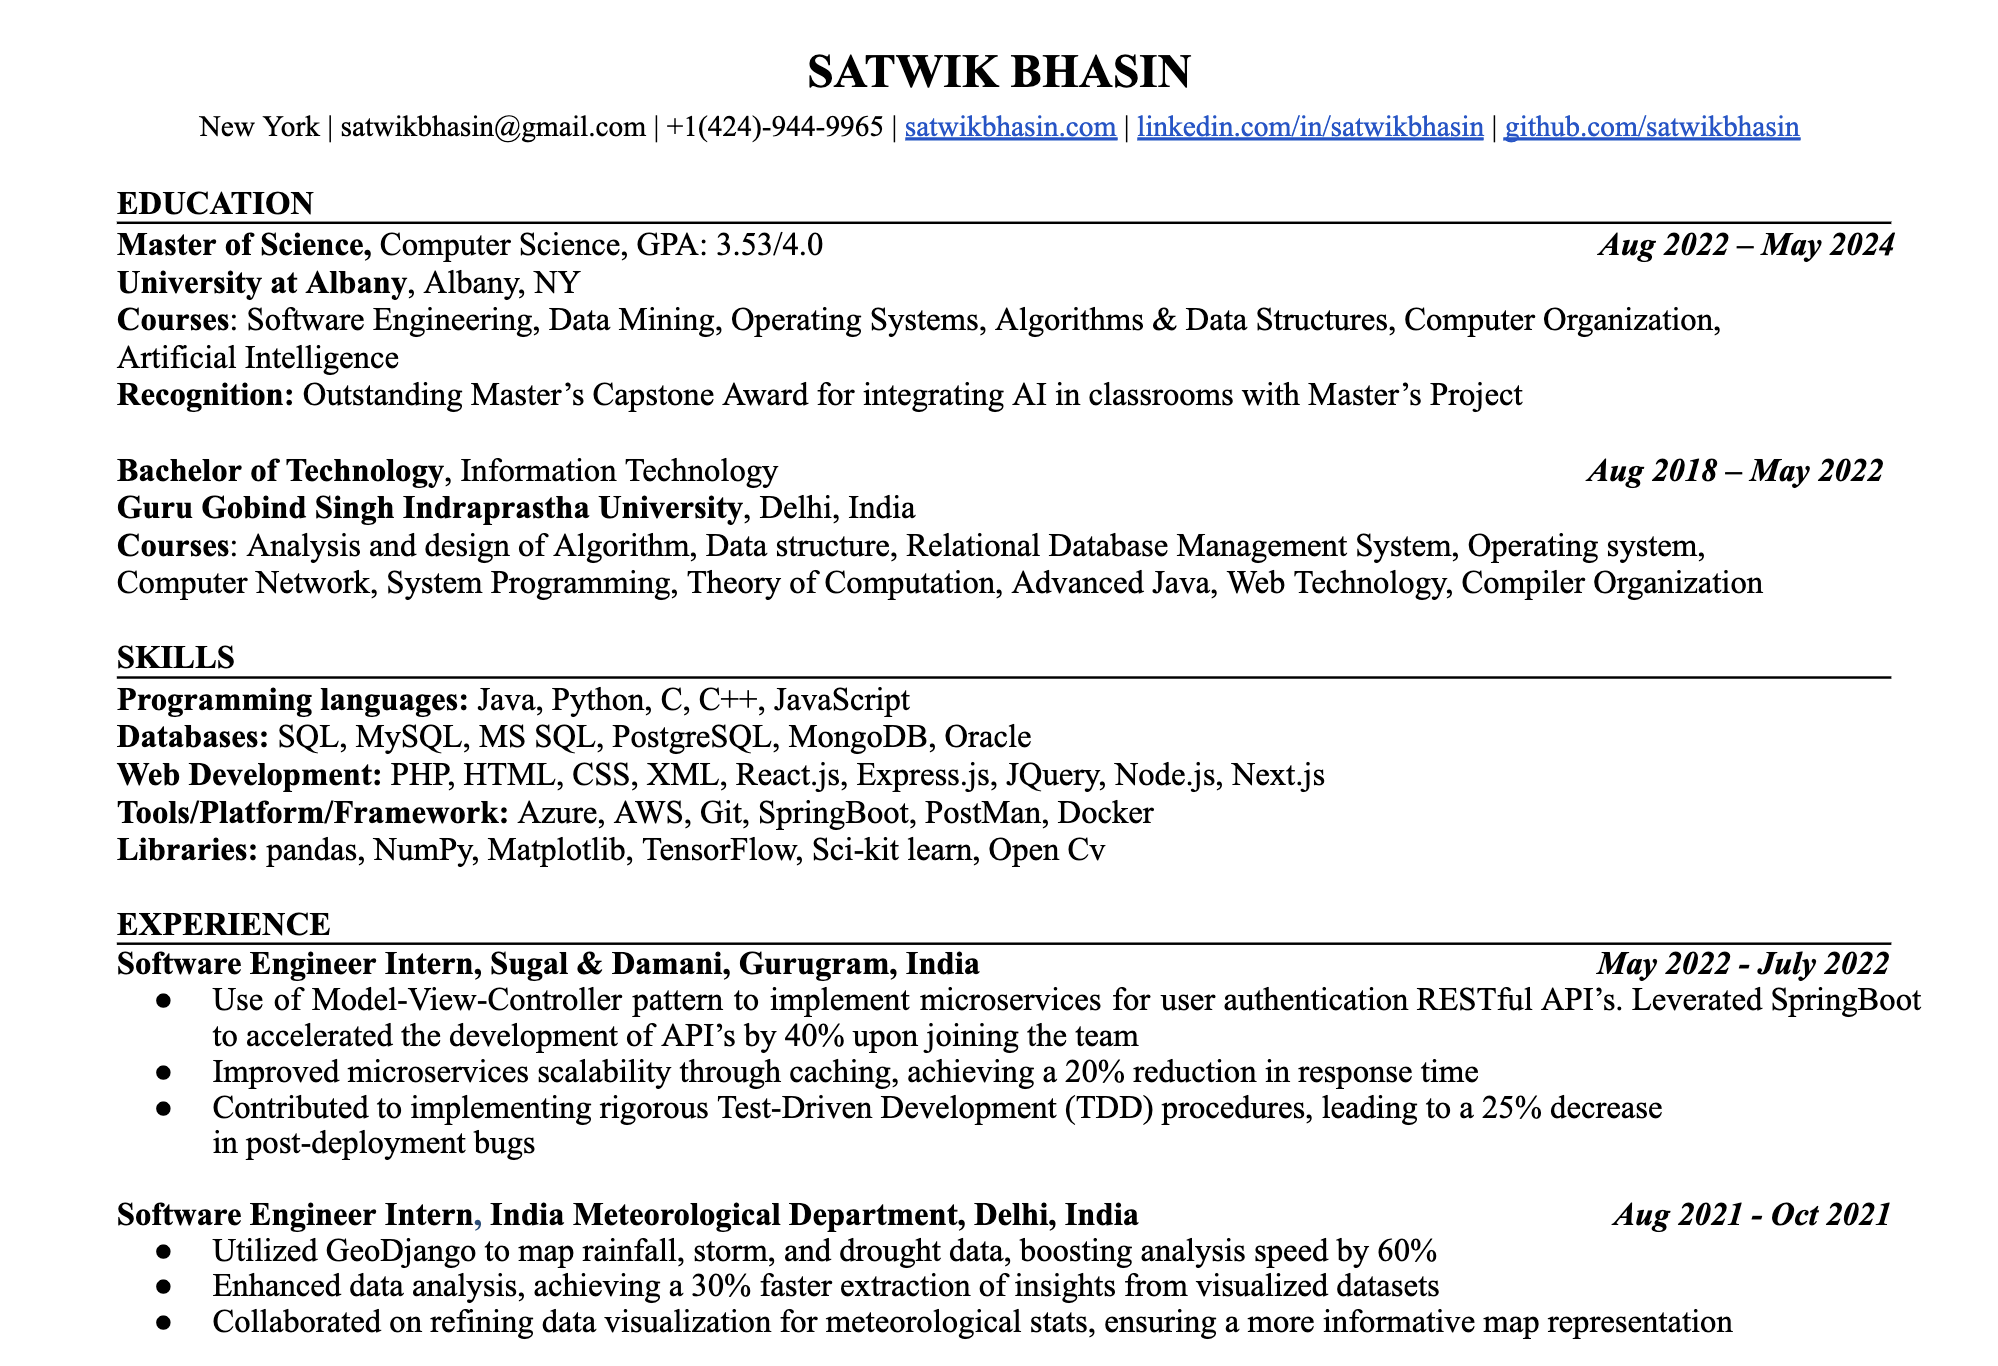 SATWIK BHASIN
New York | satwikbhasin@gmail.com | +1(424)-944-9965 | satwikbhasin.com | linkedin.com/in/satwikbhasin | github.com/satwikbhasin
EDUCATION
Master of Science, Computer Science, GPA: 3.53/4.0 Aug 2022 – May 2024
University at Albany, Albany, NY
Courses: Software Engineering, Data Mining, Operating Systems, Algorithms & Data Structures, Computer Organization,
Artificial Intelligence
Recognition: Outstanding Master’s Capstone Award for integrating AI in classrooms with Master’s Project
Bachelor of Technology, Information Technology Aug 2018 – May 2022
Guru Gobind Singh Indraprastha University, Delhi, India
Courses: Analysis and design of Algorithm, Data structure, Relational Database Management System, Operating system,
Computer Network, System Programming, Theory of Computation, Advanced Java, Web Technology, Compiler Organization
SKILLS
Programming languages: Java, Python, C, C++, JavaScript
Databases: SQL, MySQL, MS SQL, PostgreSQL, MongoDB, Oracle
Web Development: PHP, HTML, CSS, XML, React.js, Express.js, JQuery, Node.js, Next.js
Tools/Platform/Framework: Azure, AWS, Git, SpringBoot, PostMan, Docker
Libraries: pandas, NumPy, Matplotlib, TensorFlow, Sci-kit learn, Open Cv
EXPERIENCE
Software Engineer Intern, Sugal & Damani, Gurugram, India May 2022 - July 2022
● Use of Model-View-Controller pattern to implement microservices for user authentication RESTful API’s. Leverated SpringBoot
to accelerated the development of API’s by 40% upon joining the team
● Improved microservices scalability through caching, achieving a 20% reduction in response time
● Contributed to implementing rigorous Test-Driven Development (TDD) procedures, leading to a 25% decrease
in post-deployment bugs
Software Engineer Intern, India Meteorological Department, Delhi, India Aug 2021 - Oct 2021
● Utilized GeoDjango to map rainfall, storm, and drought data, boosting analysis speed by 60%
● Enhanced data analysis, achieving a 30% faster extraction of insights from visualized datasets
● Collaborated on refining data visualization for meteorological stats, ensuring a more informative map representation